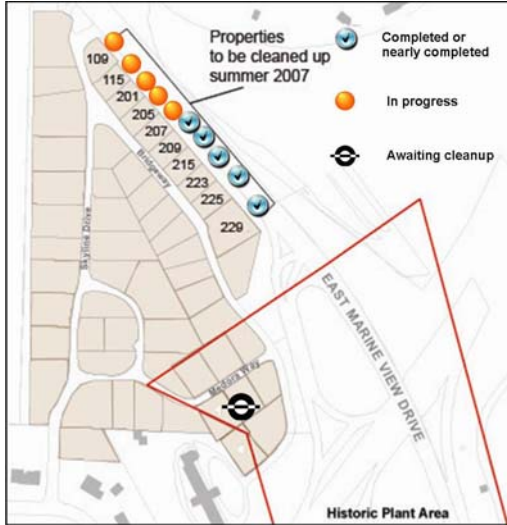 Properties
to be cleaned up
summer 2007
Completed or
nearly completed
In progress
Awaiting cleanup
109
115
201
205
207
209
215
223
225
229
Bridgeway
Skyline Drive
Medora Way
EAST MARINE VIEW DRIVE
Historic Plant Area